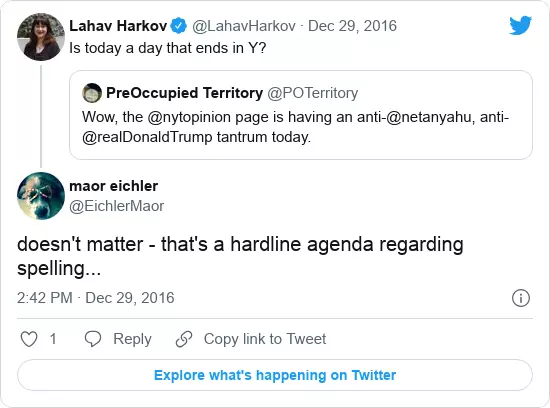 Lahav Harkov @LahavHarkov · Dec 29, 2016
Is today a day that ends in Y?
PreOccupied Territory @POTerritory
Wow, the @nytopinion page is having an anti-@netanyahu, anti-
@realDonaldTrump tantrum today.
maor eichler
@EichlerMaor
doesn't matter - that's a hardline agenda regarding
spelling...
2:42 PM · Dec 29, 2016
1 Reply Copy link to Tweet
Explore what's happening on Twitter